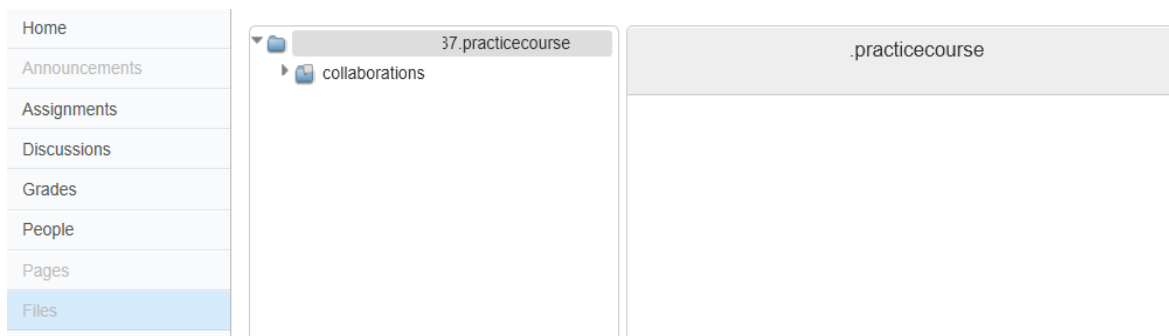 Home
Announcements
Assignments
Discussions
Grades
People
Pages
Files
37.practicecourse
collaborations
.practicecourse